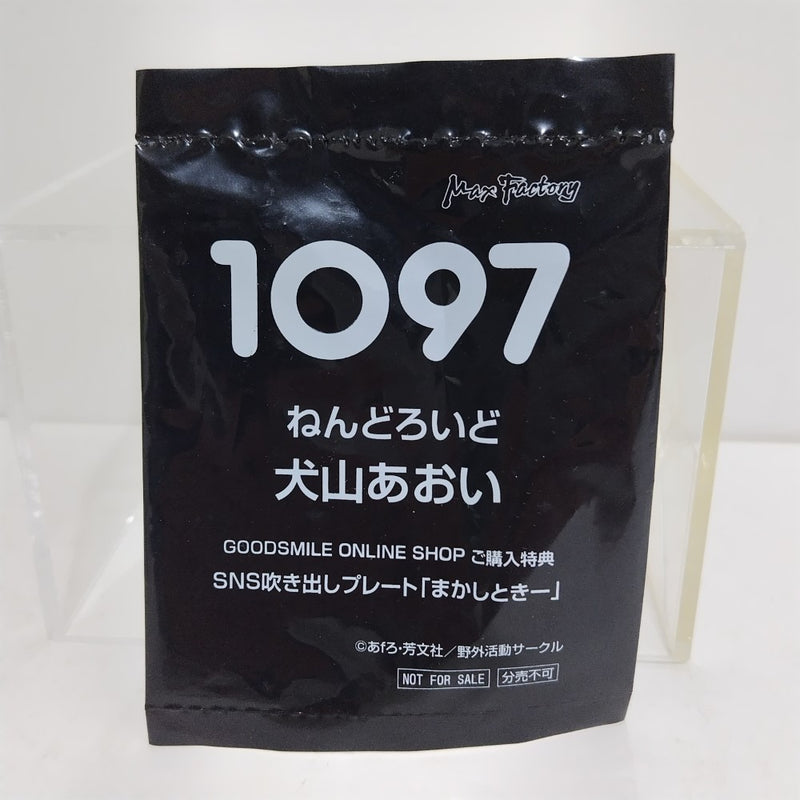 Max Factory
1097
ねんどろいど
犬山あおい
GOODSMILE ONLINE SHOP ご購入特典
SNS吹き出しプレート「まかしときー」
©あfろ・芳文社／野外活動サークル
NOT FOR SALE 分売不可